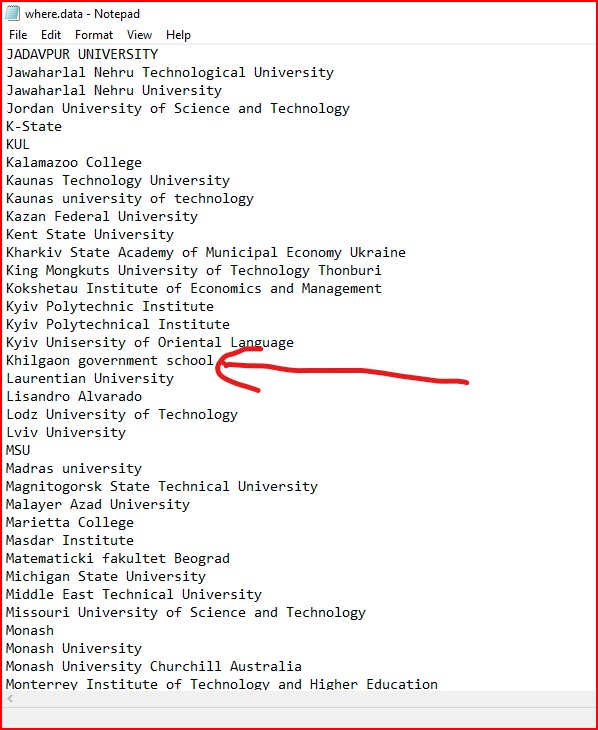 where.data - Notepad
File Edit Format View Help
JADAVPUR UNIVERSITY
Jawaharlal Nehru Technological University
Jawaharlal Nehru University
Jordan University of Science and Technology
K-State
KUL
Kalamazoo College
Kaunas Technology University
Kaunas university of technology
Kazan Federal University
Kent State University
Kharkiv State Academy of Municipal Economy Ukraine
King Mongkuts University of Technology Thonburi
Kokshetau Institute of Economics and Management
Kyiv Polytechnic Institute
Kyiv Polytechnical Institute
Kyiv Unisersity of Oriental Language
Khilgaon government school
Laurentian University
Lisandro Alvarado
Lodz University of Technology
Lviv University
MSU
Madras university
Magnitogorsk State Technical University
Malayer Azad University
Marietta College
Masdar Institute
Matematicki fakultet Beograd
Michigan State University
Middle East Technical University
Missouri University of Science and Technology
Monash
Monash University
Monash University Churchill Australia
Monterrey Institute of Technology and Higher Education